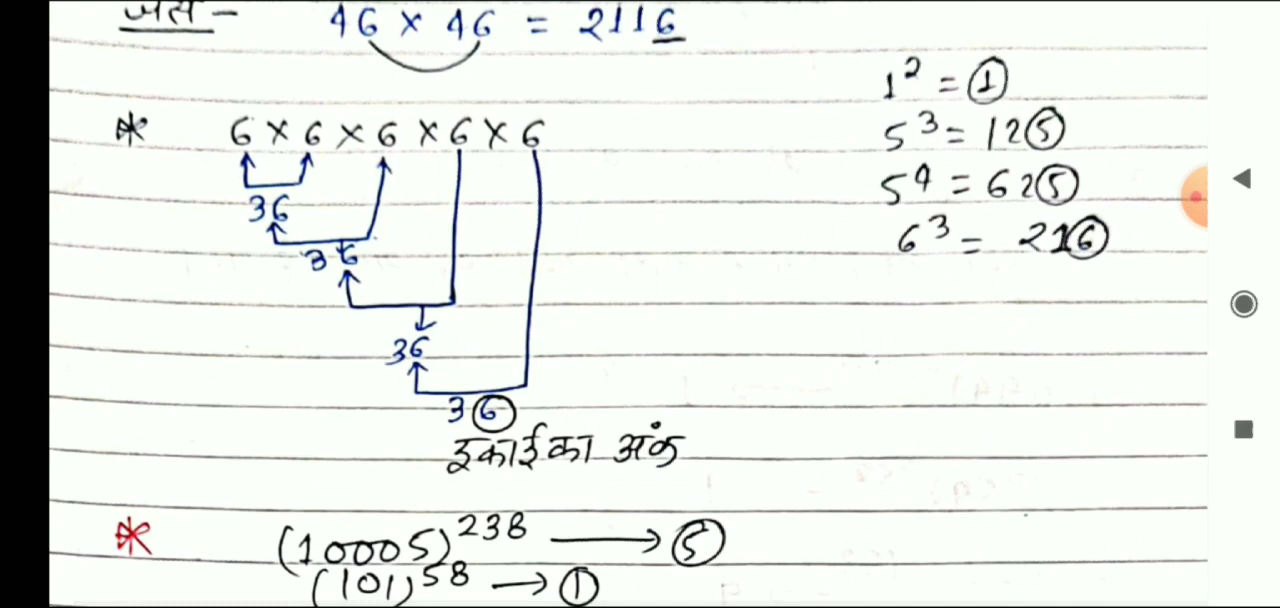 जैसे - 46 × 46 = 2116
* 6 × 6 × 6 × 6 × 6
36
36
36
36
इकाई का अंक
* (10005)²³⁸ → 5
(101)⁵⁸ → 1
1² = 1
5³ = 125
5⁴ = 625
6³ = 216